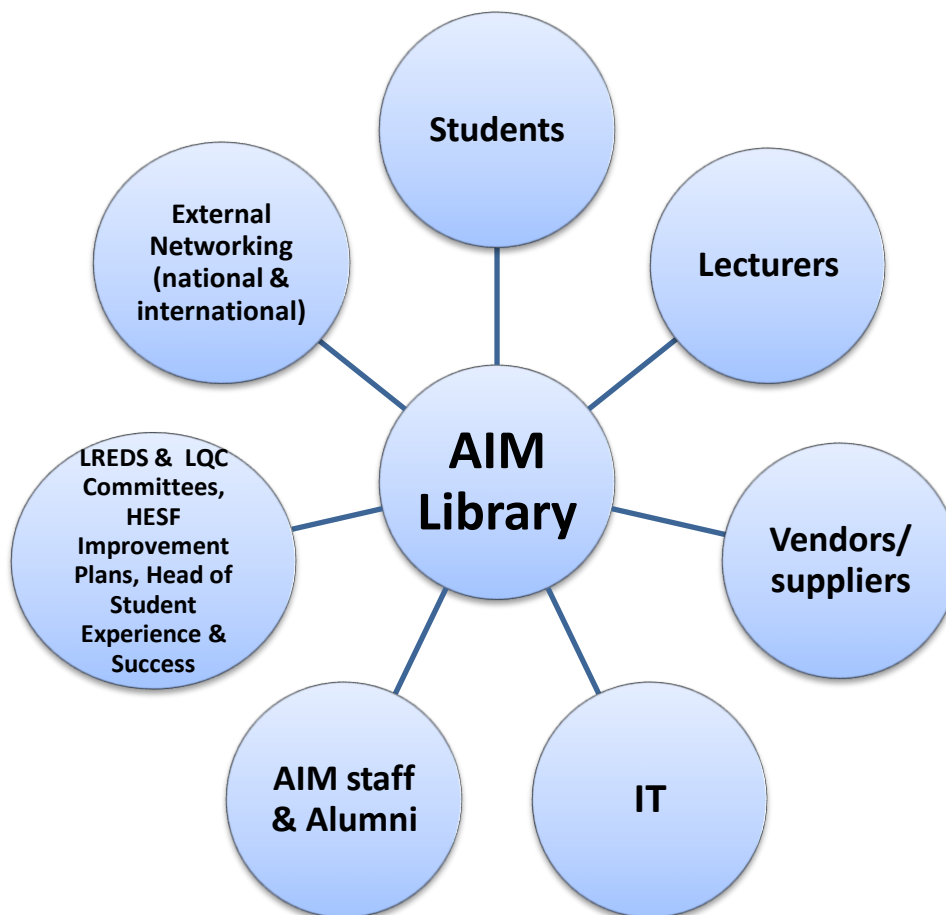 Students
Lecturers
Vendors/
suppliers
IT
AIM staff
& Alumni
LREDS & LQC
Committees,
HESF
Improvement
Plans, Head of
Student
Experience &
Success
External
Networking
(national &
international)
AIM
Library